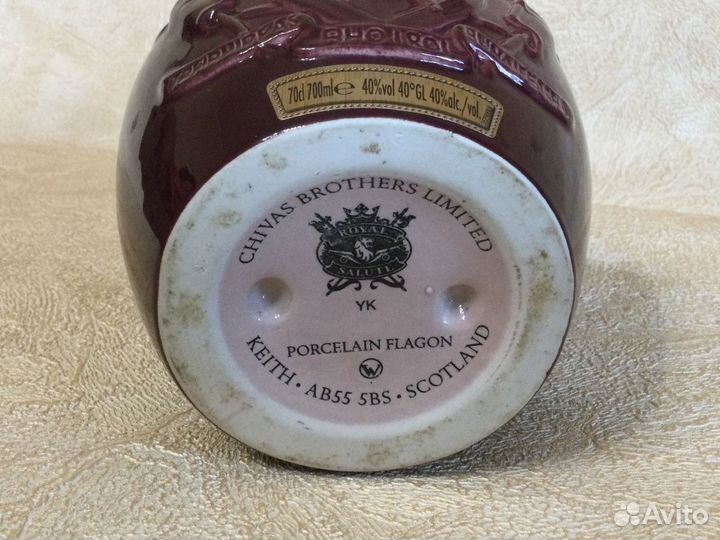 70cl 700ml e 40%vol 40°GL 40%alc./vol.
CHIVAS BROTHERS LIMITED
ROYAL
SALUTE
YK
PORCELAIN FLAGON
W
KEITH · AB55 5BS · SCOTLAND
Avito